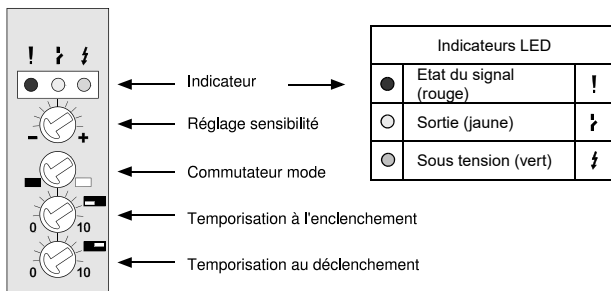 ! 
- +
0 10
0 10
Indicateur
Réglage sensibilité
Commutateur mode
Temporisation à l'enclenchement
Temporisation au déclenchement
Indicateurs LED
Etat du signal
(rouge)
!
Sortie (jaune)
Sous tension (vert)